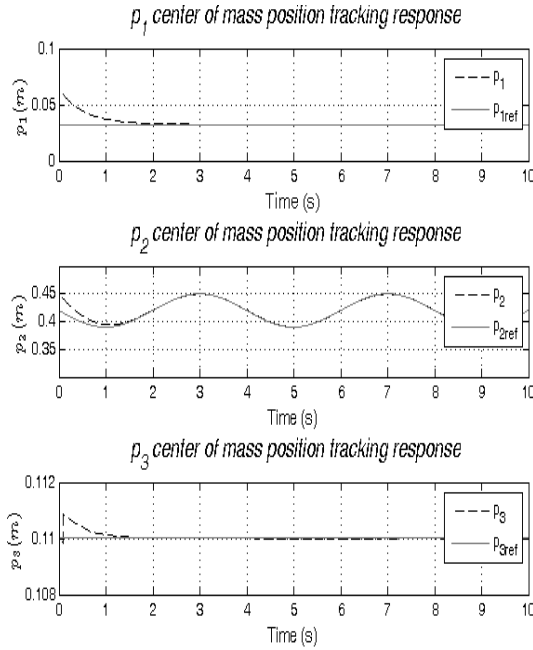 p1 center of mass position tracking response
0.1
0.05
0
p1(m)
p1
p1ref
0 1 2 3 4 5 6 7 8 9 10
Time (s)
p2 center of mass position tracking response
0.45
0.4
0.35
p2(m)
p2
p2ref
0 1 2 3 4 5 6 7 8 9 10
Time (s)
p3 center of mass position tracking response
0.112
0.11
0.108
p3(m)
p3
p3ref
0 1 2 3 4 5 6 7 8 9 10
Time (s)